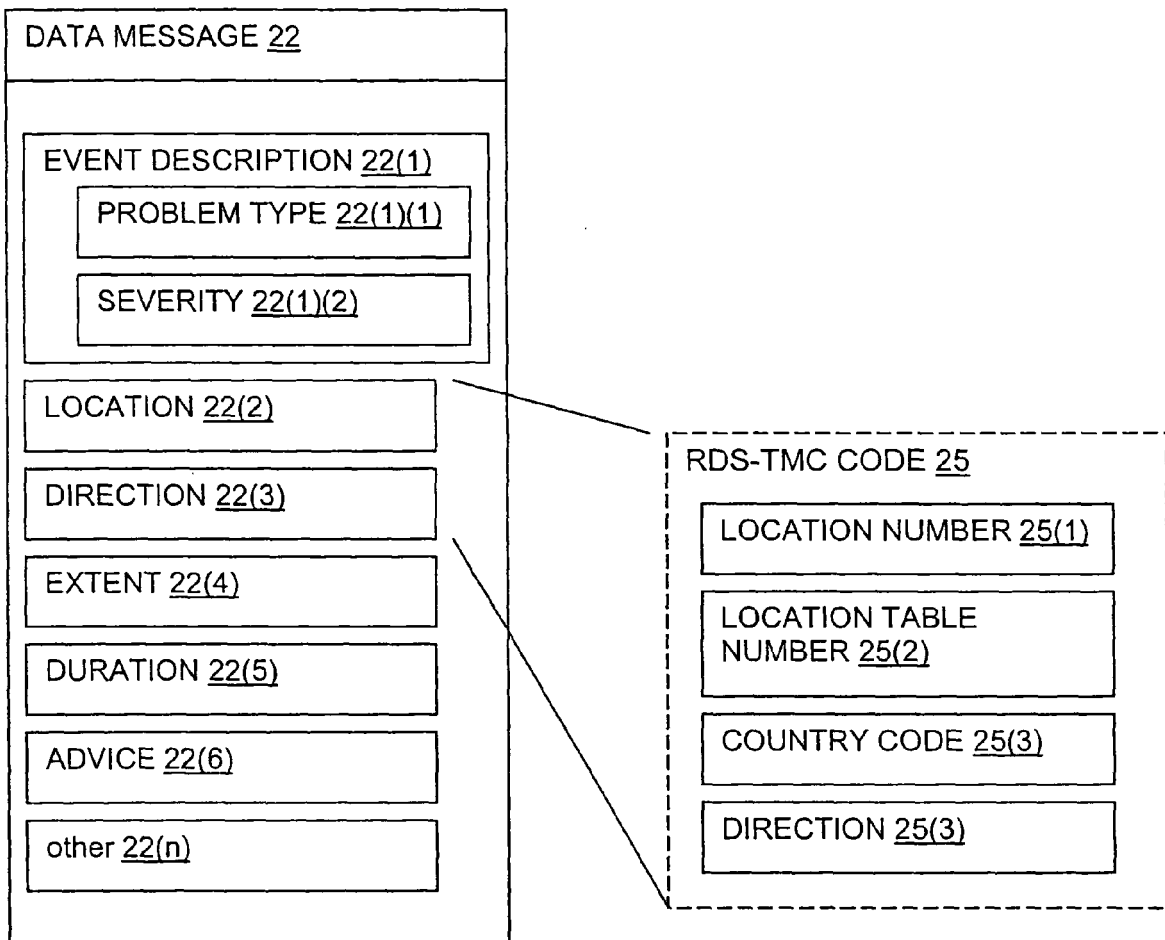 DATA MESSAGE 22
EVENT DESCRIPTION 22(1)
PROBLEM TYPE 22(1)(1)
SEVERITY 22(1)(2)
LOCATION 22(2)
DIRECTION 22(3)
EXTENT 22(4)
DURATION 22(5)
ADVICE 22(6)
other 22(n)
RDS-TMC CODE 25
LOCATION NUMBER 25(1)
LOCATION TABLE
NUMBER 25(2)
COUNTRY CODE 25(3)
DIRECTION 25(3)